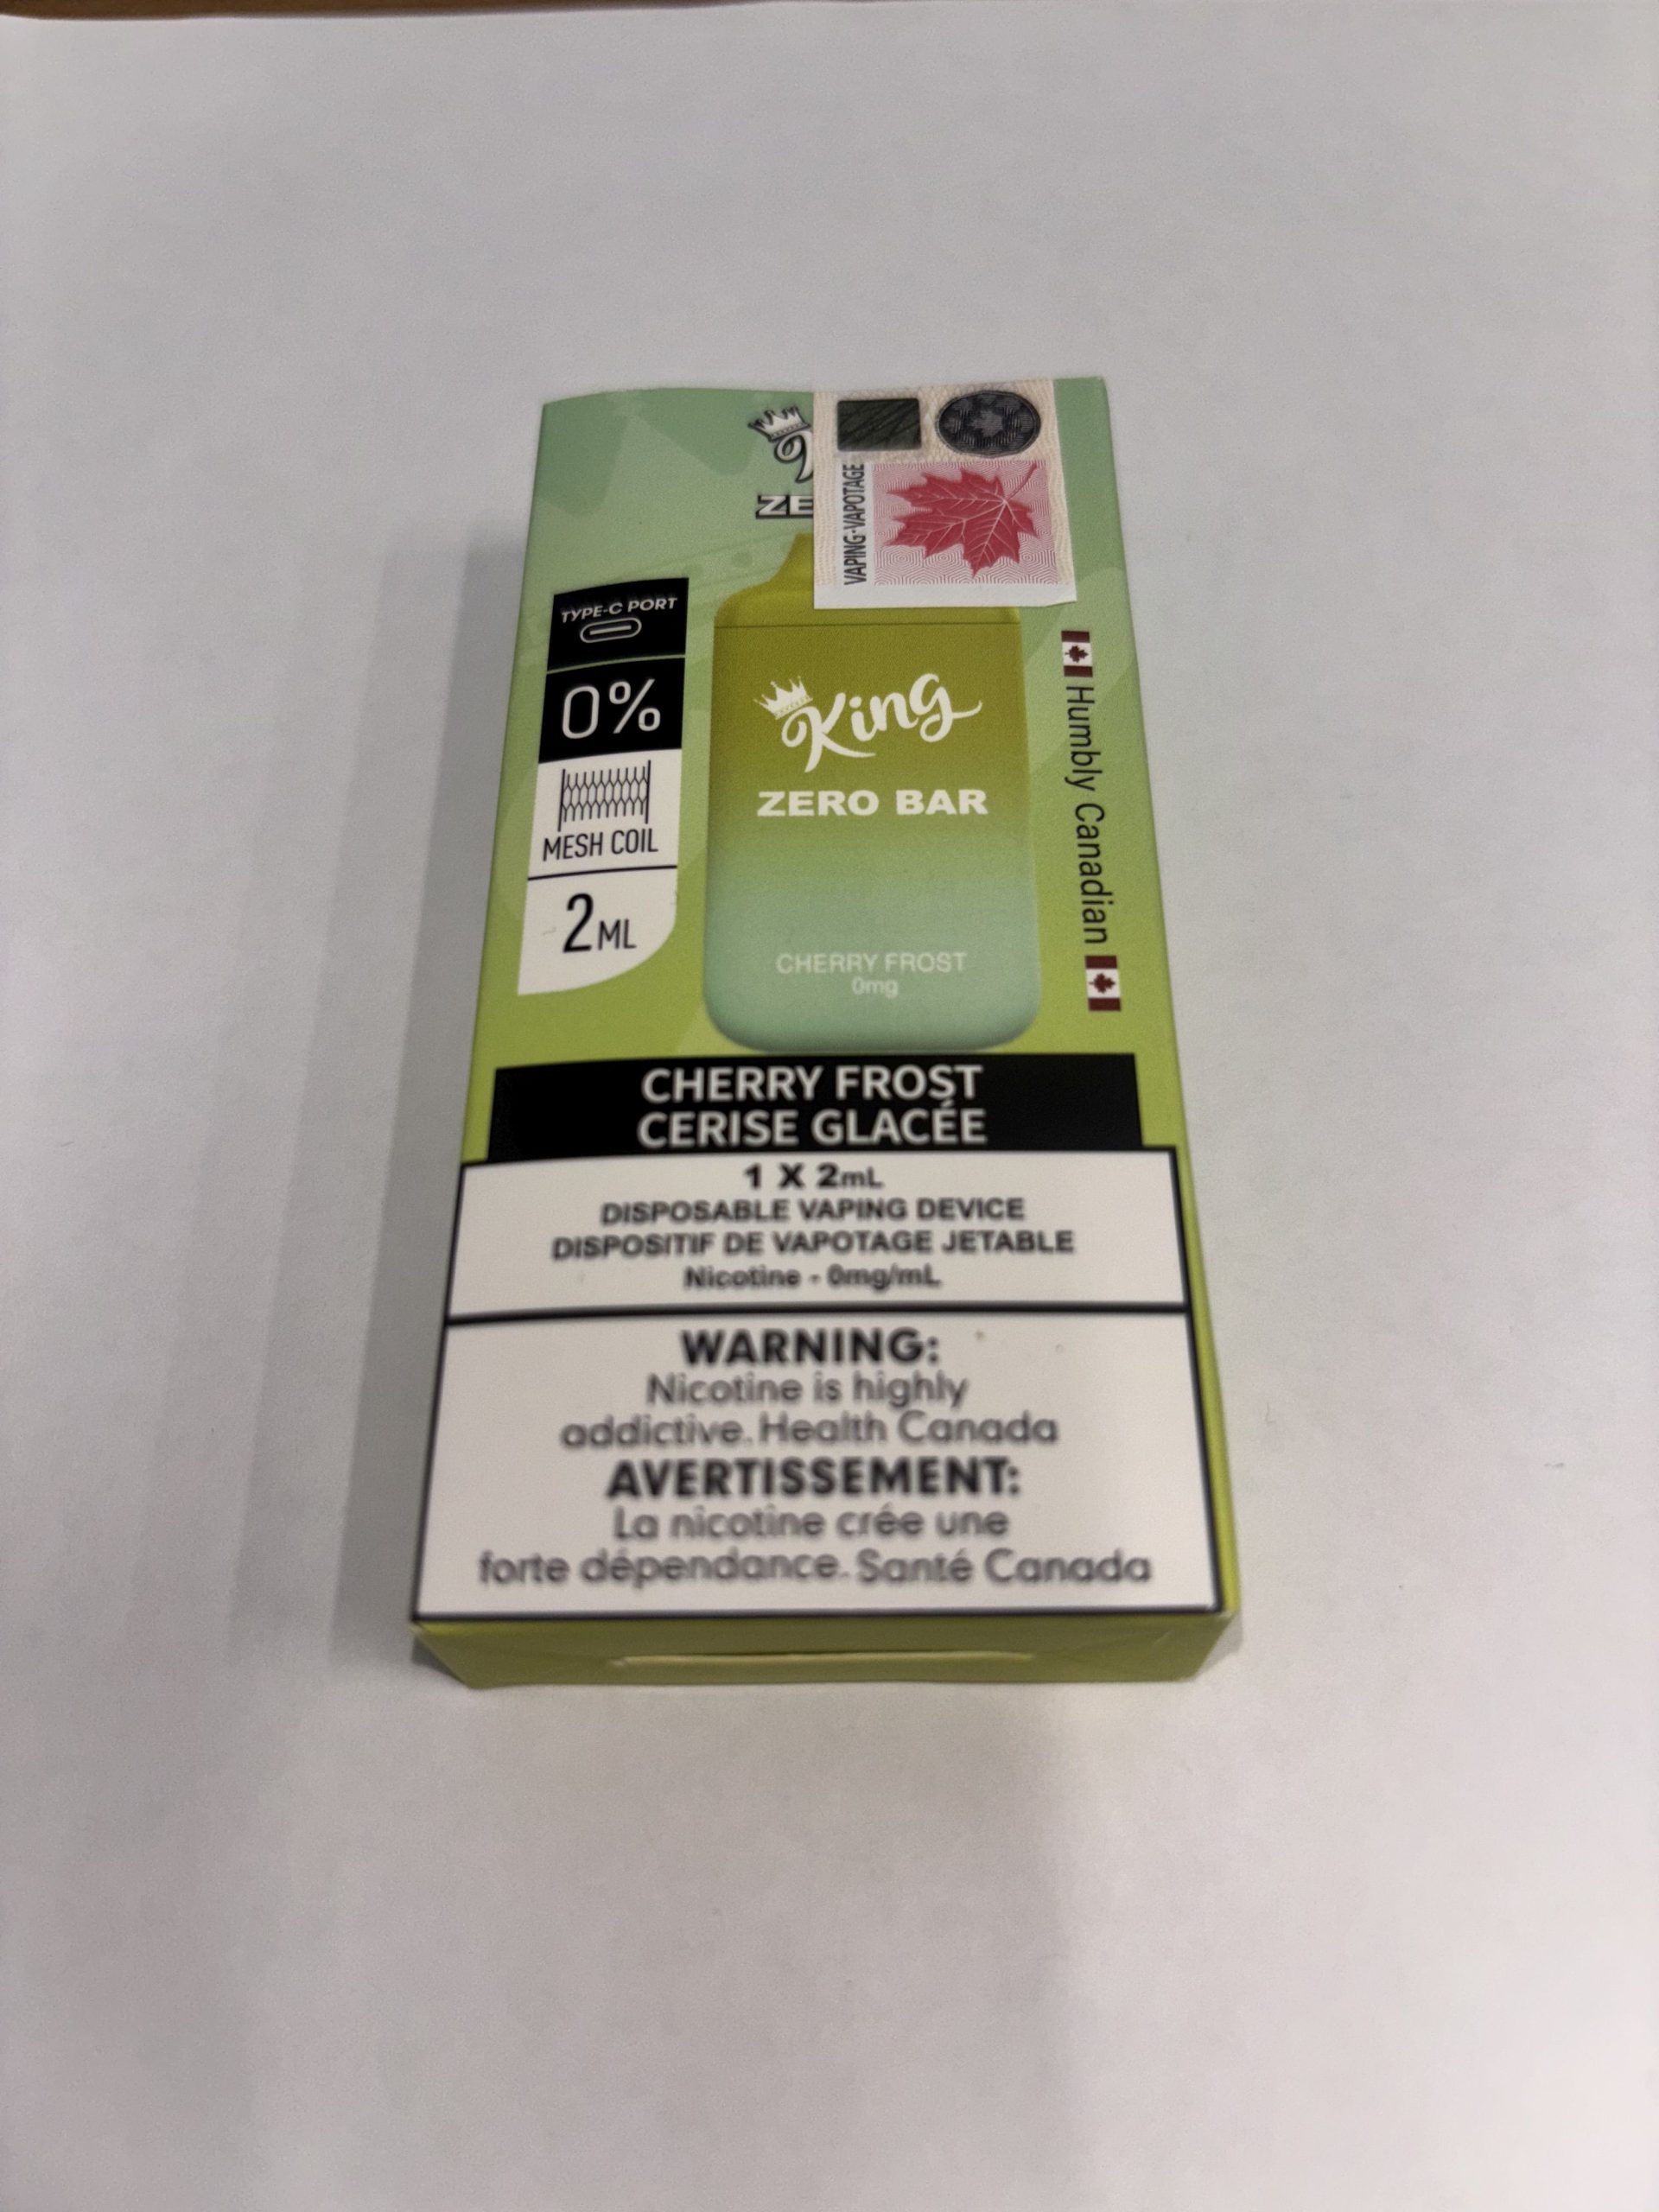 ZE
VAPING·VAPOTAGE
TYPE-C PORT
0%
MESH COIL
2ML
King
ZERO BAR
CHERRY FROST
0mg
Humbly Canadian
CHERRY FROST
CERISE GLACÉE
1 X 2mL
DISPOSABLE VAPING DEVICE
DISPOSITIF DE VAPOTAGE JETABLE
Nicotine - 0mg/mL
WARNING:
Nicotine is highly
addictive. Health Canada
AVERTISSEMENT:
La nicotine crée une
forte dépendance. Santé Canada